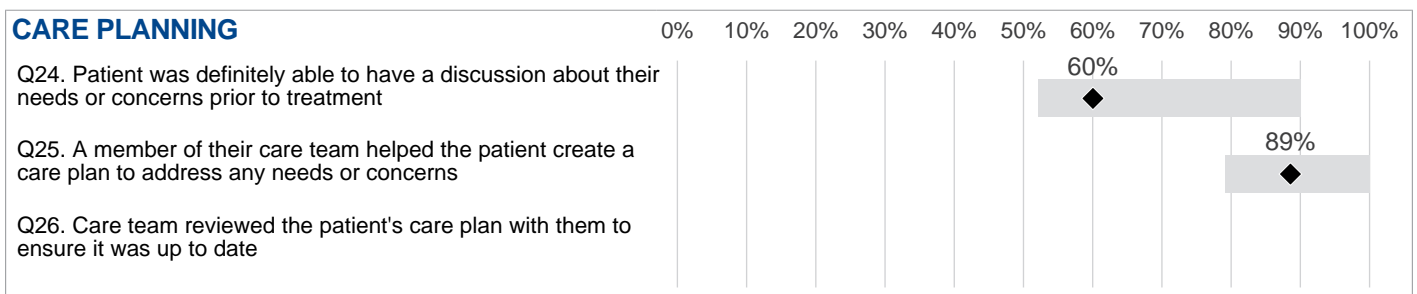 CARE PLANNING
0% 10% 20% 30% 40% 50% 60% 70% 80% 90% 100%
Q24. Patient was definitely able to have a discussion about their
needs or concerns prior to treatment
60%
Q25. A member of their care team helped the patient create a
care plan to address any needs or concerns
89%
Q26. Care team reviewed the patient's care plan with them to
ensure it was up to date